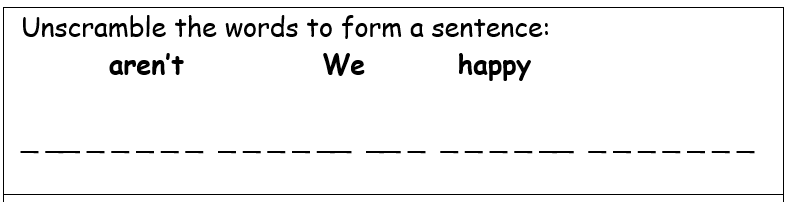 Unscramble the words to form a sentence:
aren't We happy